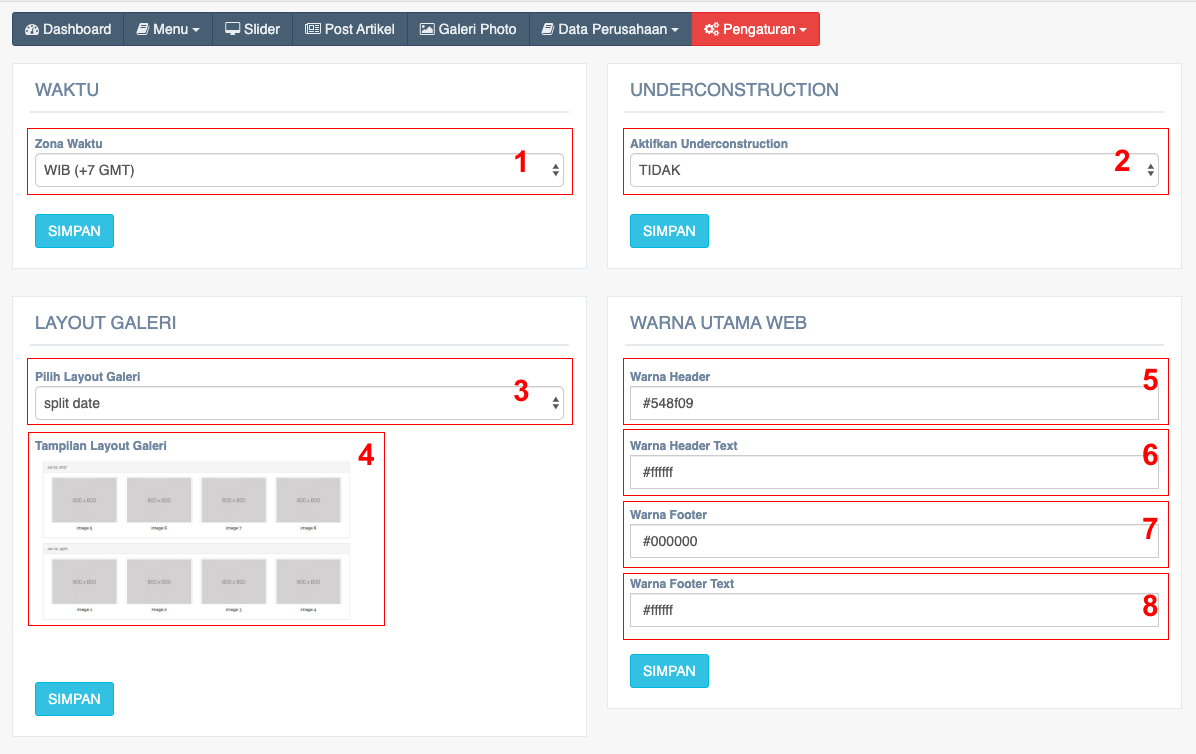 Dashboard Menu Slider Post Artikel Galeri Photo Data Perusahaan Pengaturan
WAKTU
Zona Waktu
WIB (+7 GMT)
1
SIMPAN
UNDERCONSTRUCTION
Aktifkan Underconstruction
TIDAK
2
SIMPAN
LAYOUT GALERI
Pilih Layout Galeri
split date
3
Tampilan Layout Galeri
4
900 x 800 900 x 800 900 x 800 900 x 800
image 5 image 6 image 7 image 8
900 x 800 900 x 800 900 x 800 900 x 800
image 1 image 2 image 3 image 4
SIMPAN
WARNA UTAMA WEB
Warna Header
#548f09
5
Warna Header Text
#ffffff
6
Warna Footer
#000000
7
Warna Footer Text
#ffffff
8
SIMPAN